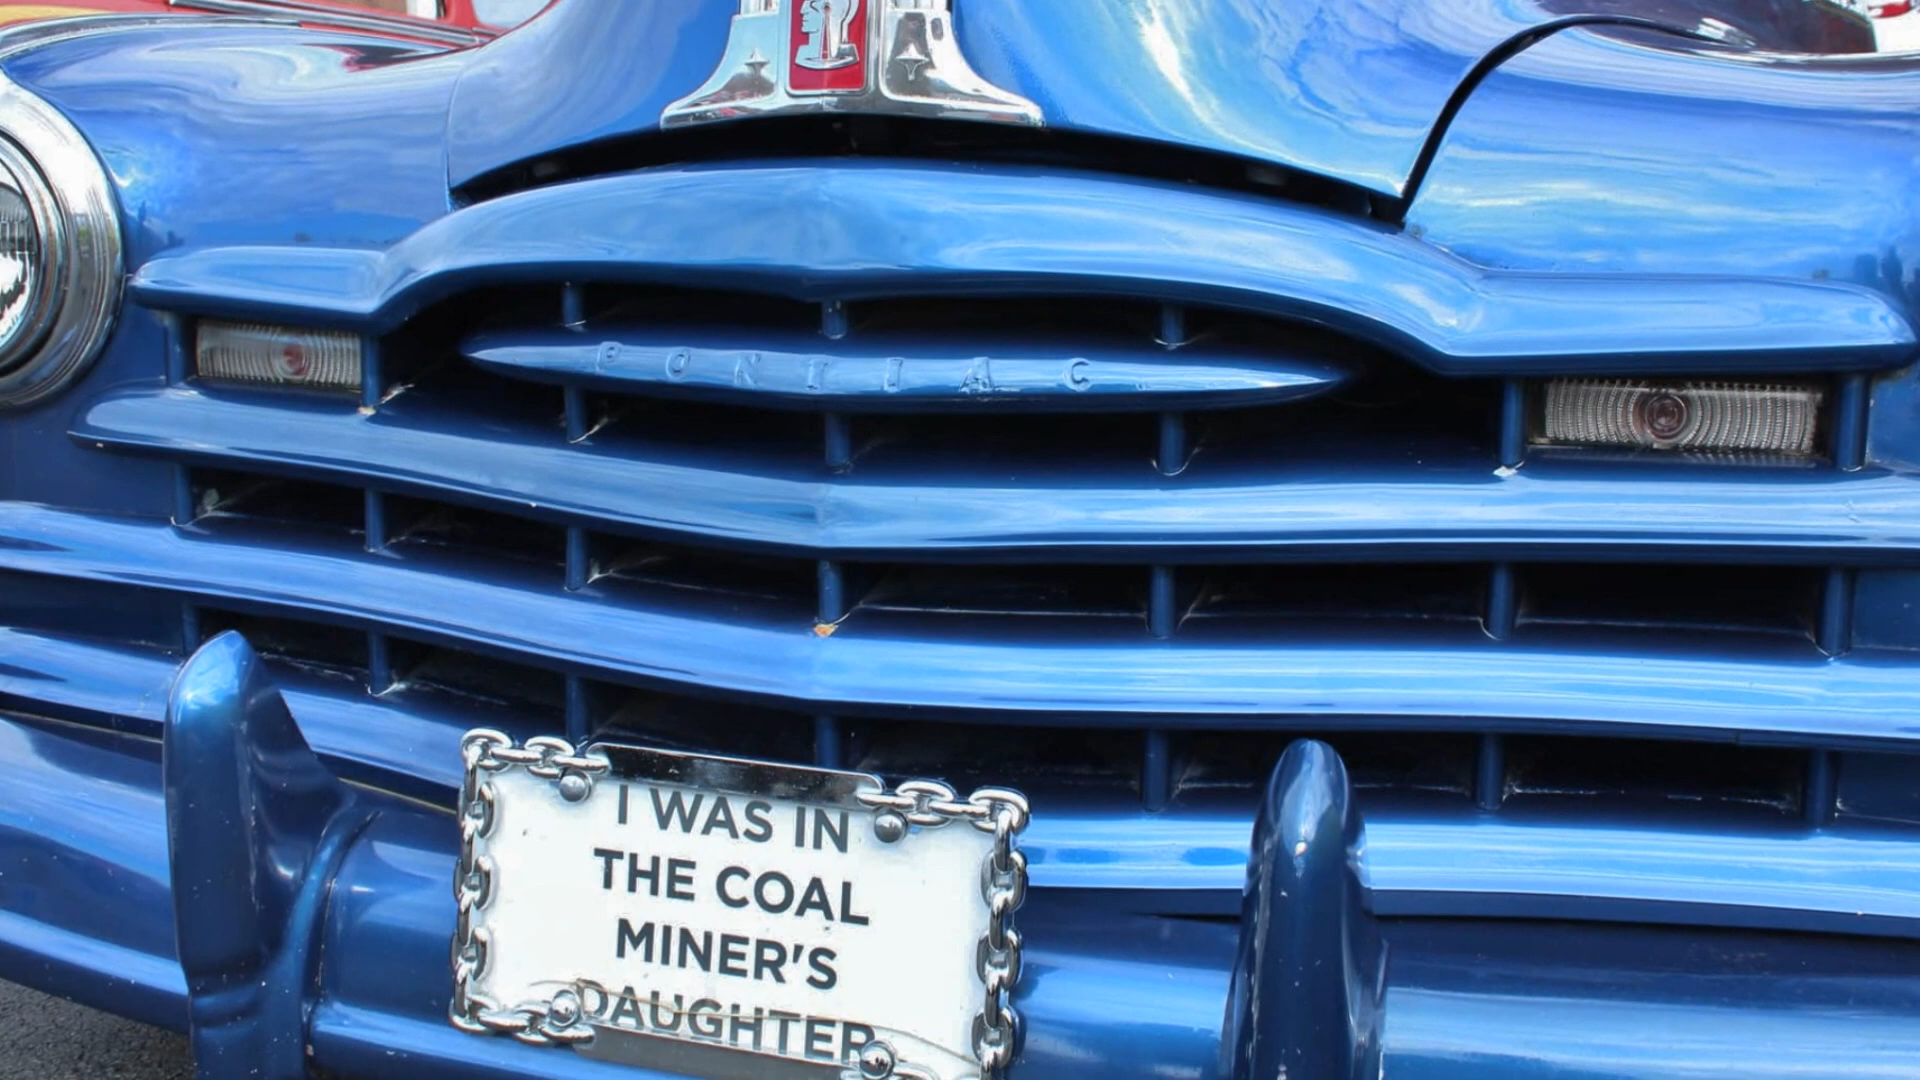 PONTIAC
I WAS IN
THE COAL
MINER'S
DAUGHTER